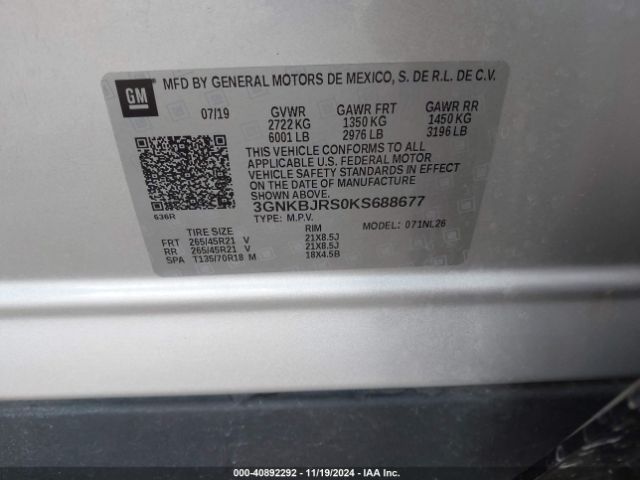 GM
MFD BY GENERAL MOTORS DE MEXICO, S. DE R.L. DE C.V.
07/19 GVWR GAWR FRT GAWR RR
2722 KG 1350 KG 1450 KG
6001 LB 2976 LB 3196 LB
THIS VEHICLE CONFORMS TO ALL
APPLICABLE U.S. FEDERAL MOTOR
VEHICLE SAFETY STANDARDS IN EFFECT
ON THE DATE OF MANUFACTURE
SHOWN ABOVE.
636R 3GNKBJRS0KS688677
TYPE: M.P.V. MODEL: 071NL26
TIRE SIZE RIM
FRT 265/45R21 V 21X8.5J
RR 265/45R21 V 21X8.5J
SPA T135/70R18 M 18X4.5B
000-40892292 - 11/19/2024 - IAA Inc.